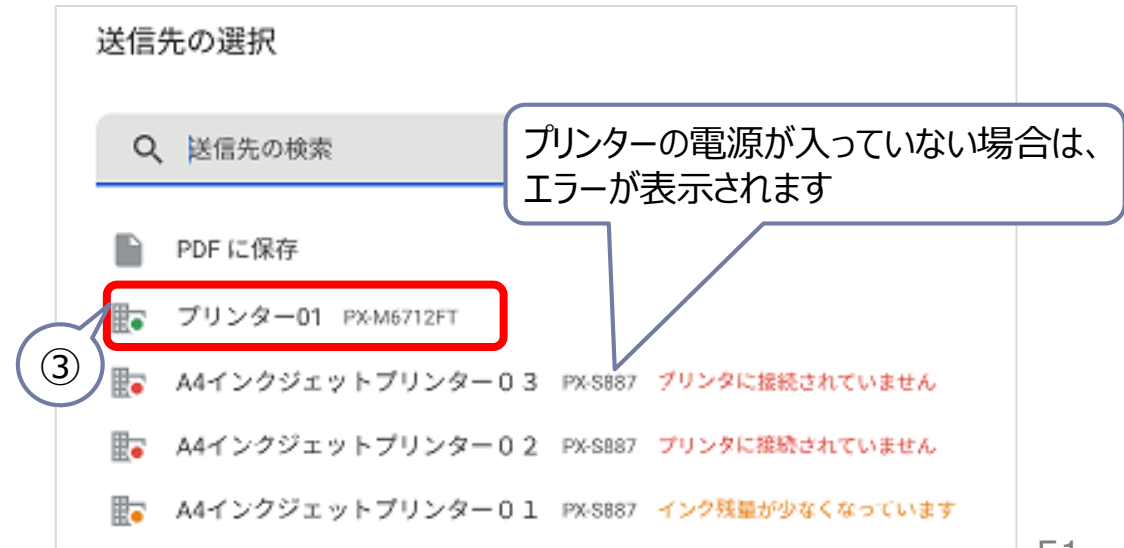 送信先の選択
送信先の検索
プリンターの電源が入っていない場合は、
エラーが表示されます
PDF に保存
プリンター01 PX-M6712FT
③
A4インクジェットプリンター０３ PX-S887 プリンタに接続されていません
A4インクジェットプリンター０２ PX-S887 プリンタに接続されていません
A4インクジェットプリンター０１ PX-S887 インク残量が少なくなっています